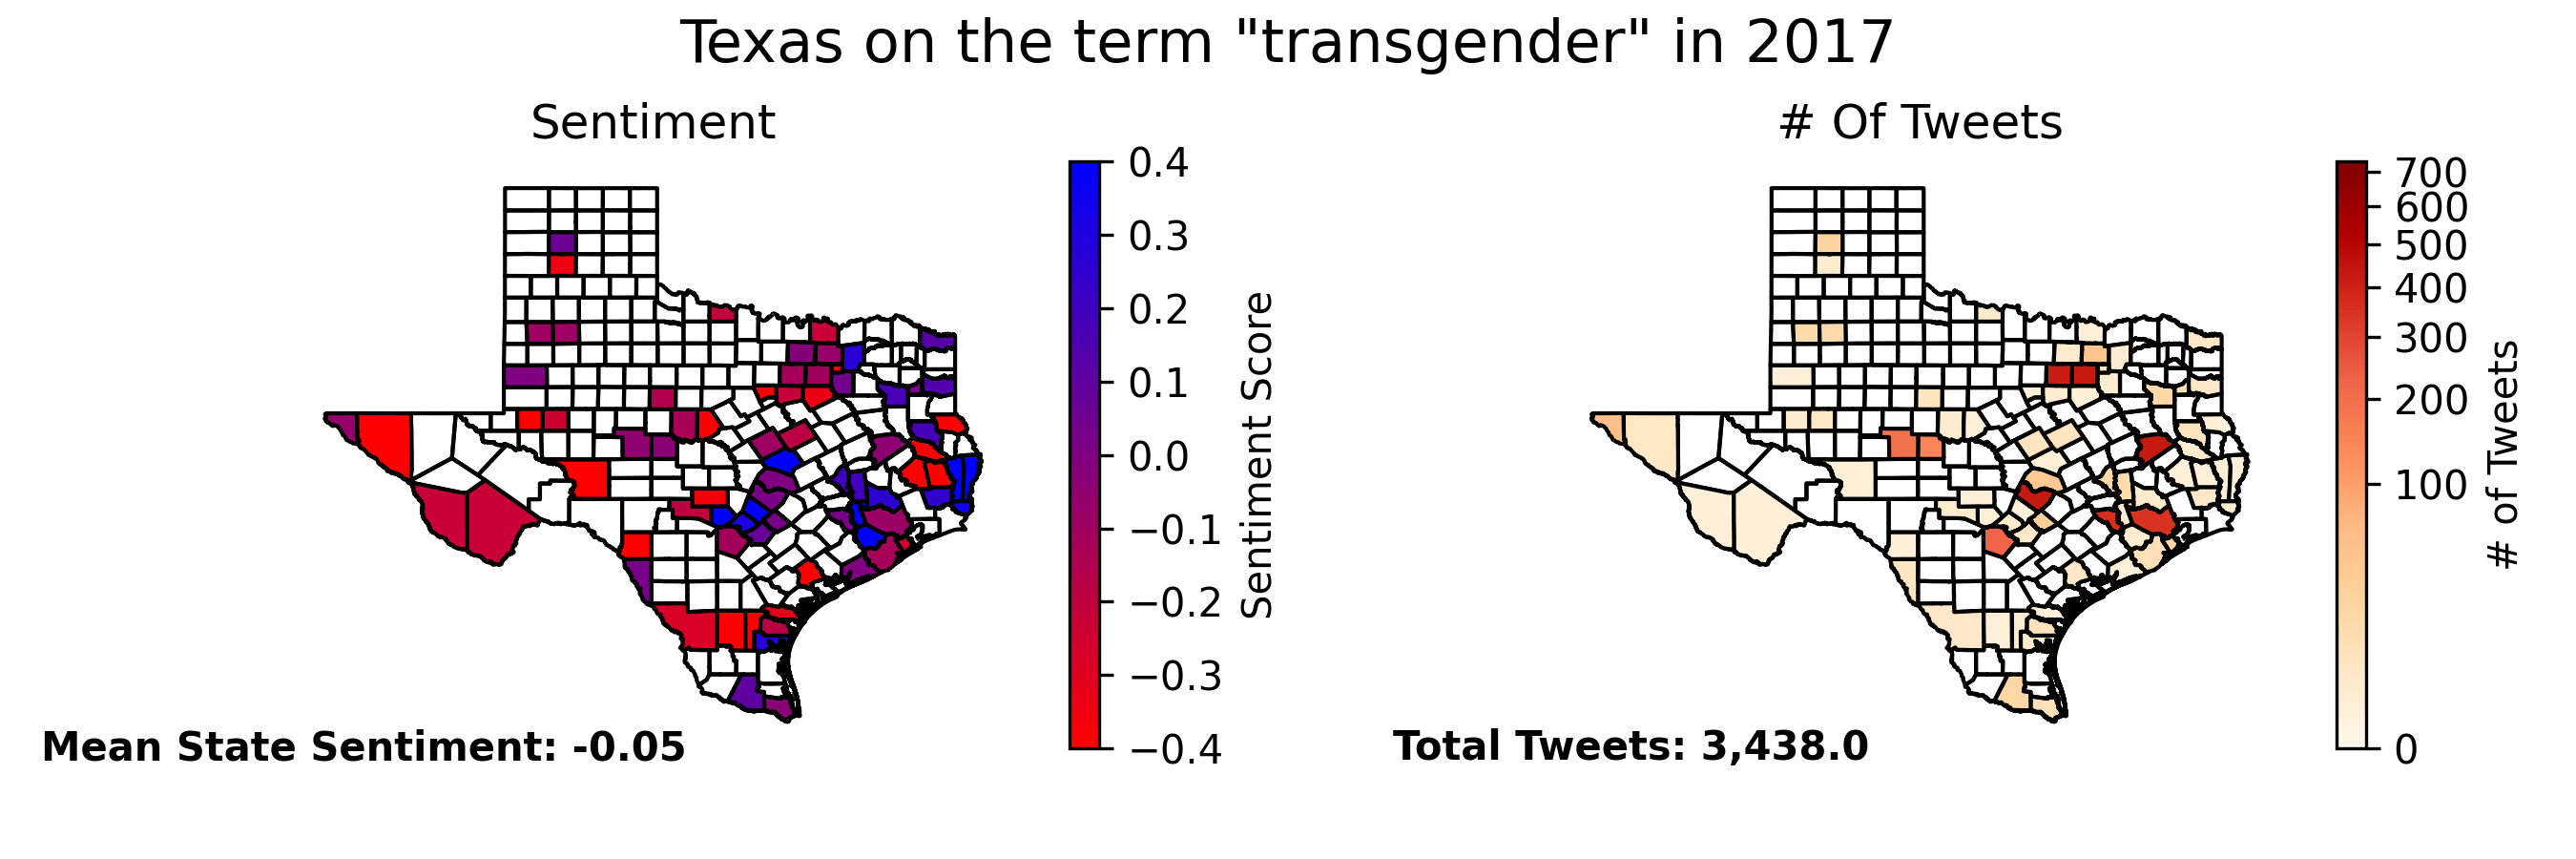 Texas on the term "transgender" in 2017
Sentiment
0.4
0.3
0.2
0.1
0.0
−0.1
−0.2
−0.3
−0.4
Sentiment Score
Mean State Sentiment: -0.05
# Of Tweets
700
600
500
400
300
200
100
0
# of Tweets
Total Tweets: 3,438.0